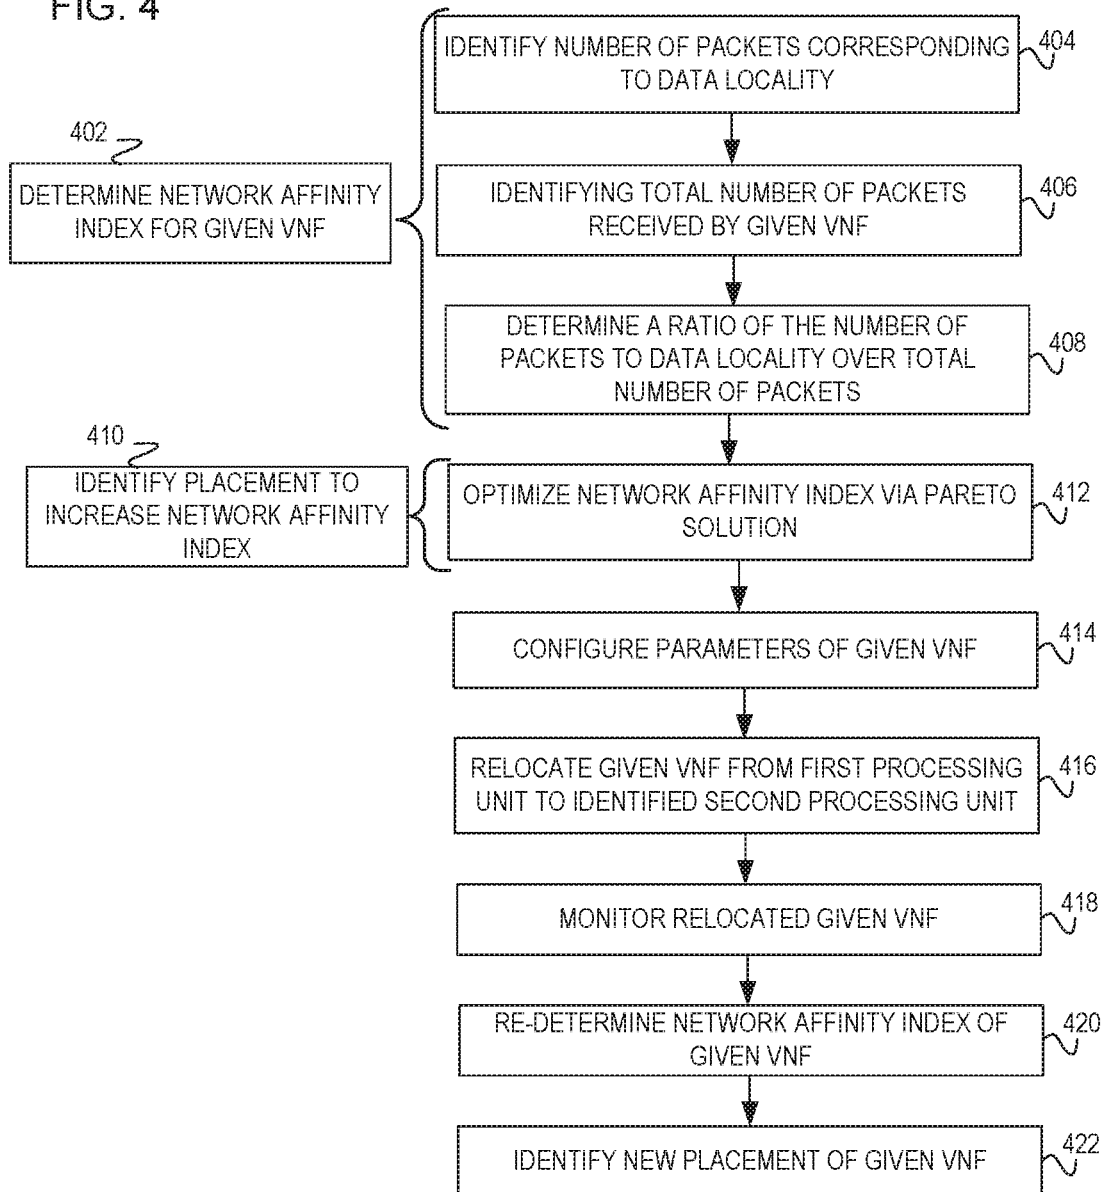 FIG. 4
IDENTIFY NUMBER OF PACKETS CORRESPONDING
TO DATA LOCALITY
404
402
DETERMINE NETWORK AFFINITY
INDEX FOR GIVEN VNF
IDENTIFYING TOTAL NUMBER OF PACKETS
RECEIVED BY GIVEN VNF
406
DETERMINE A RATIO OF THE NUMBER OF
PACKETS TO DATA LOCALITY OVER TOTAL
NUMBER OF PACKETS
408
410
IDENTIFY PLACEMENT TO
INCREASE NETWORK AFFINITY
INDEX
OPTIMIZE NETWORK AFFINITY INDEX VIA PARETO
SOLUTION
412
CONFIGURE PARAMETERS OF GIVEN VNF
414
RELOCATE GIVEN VNF FROM FIRST PROCESSING
UNIT TO IDENTIFIED SECOND PROCESSING UNIT
416
MONITOR RELOCATED GIVEN VNF
418
RE-DETERMINE NETWORK AFFINITY INDEX OF
GIVEN VNF
420
IDENTIFY NEW PLACEMENT OF GIVEN VNF
422